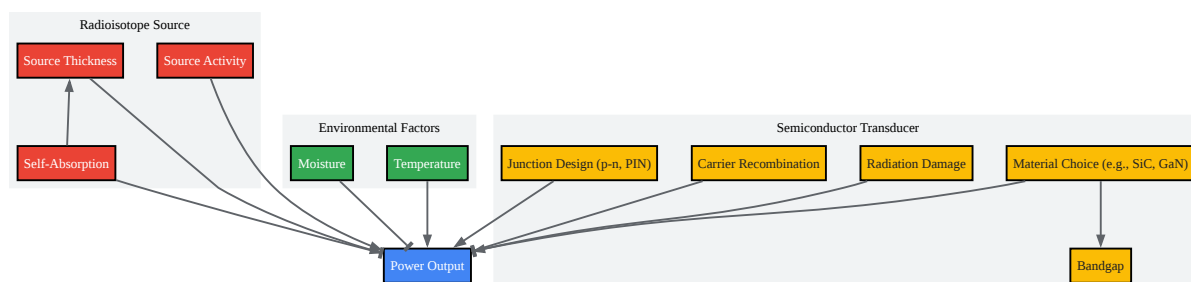 Radioisotope Source
Source Thickness
Source Activity
Self-Absorption
Environmental Factors
Moisture
Temperature
Semiconductor Transducer
Junction Design (p-n, PIN)
Carrier Recombination
Radiation Damage
Material Choice (e.g., SiC, GaN)
Power Output
Bandgap